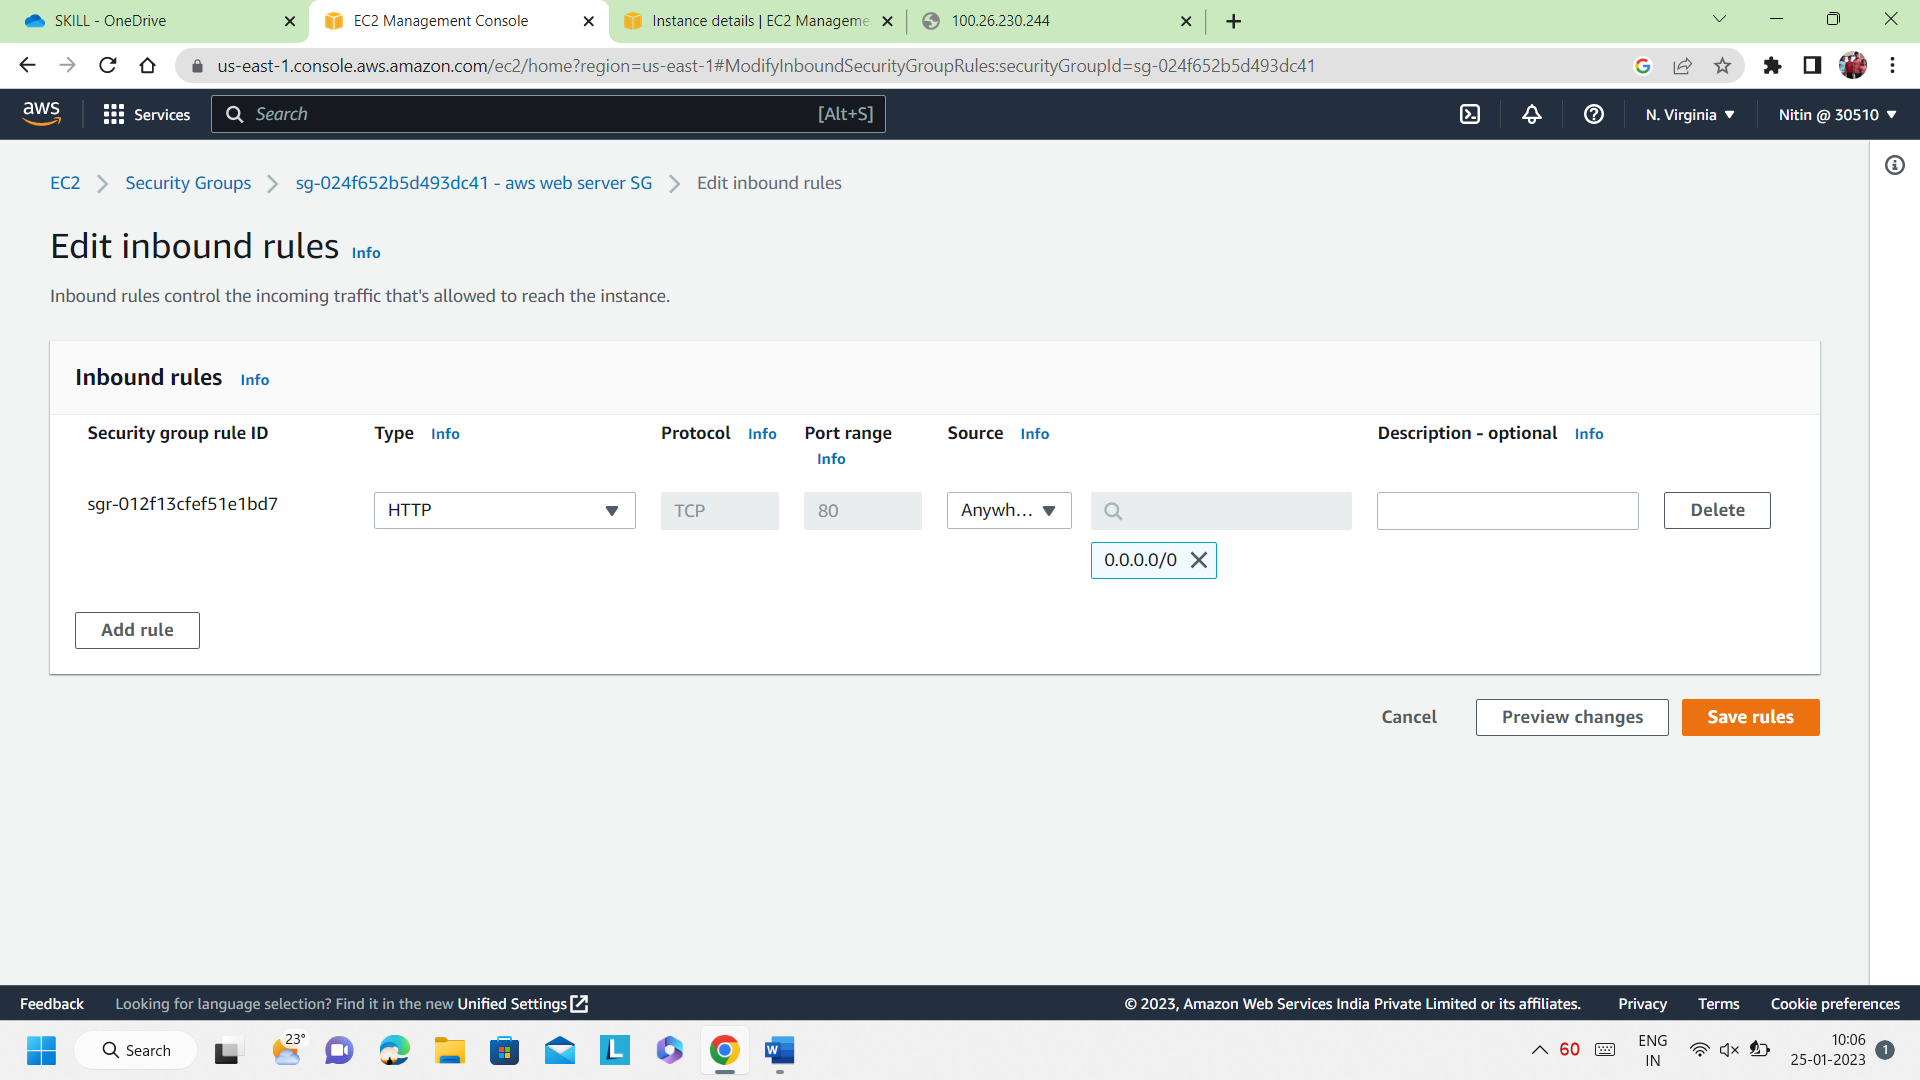 SKILL - OneDrive
EC2 Management Console
Instance details | EC2 Manageme
100.26.230.244
us-east-1.console.aws.amazon.com/ec2/home?region=us-east-1#ModifyInboundSecurityGroupRules:securityGroupId=sg-024f652b5d493dc41
aws Services Search [Alt+S] N. Virginia Nitin @ 30510
EC2 Security Groups sg-024f652b5d493dc41 - aws web server SG Edit inbound rules
Edit inbound rules Info
Inbound rules control the incoming traffic that's allowed to reach the instance.
Inbound rules Info
Security group rule ID Type Info Protocol Info Port range Source Info Description - optional Info
Info
sgr-012f13cfef51e1bd7 HTTP TCP 80 Anywh... Delete
0.0.0.0/0
Add rule
Cancel Preview changes Save rules
Feedback Looking for language selection? Find it in the new Unified Settings © 2023, Amazon Web Services India Private Limited or its affiliates. Privacy Terms Cookie preferences
Search 23° L W 60 ENG 10:06 1
IN 25-01-2023